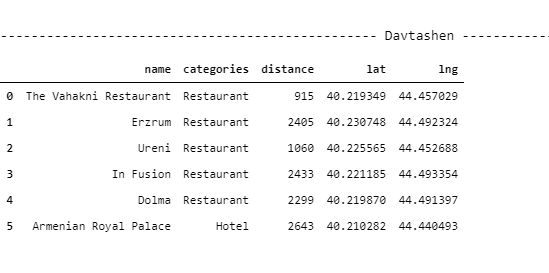 ------------------------------------------------------- Davtashen ------------
name categories distance lat lng
0 The Vahakni Restaurant Restaurant 915 40.219349 44.457029
1 Erzrum Restaurant 2405 40.230748 44.492324
2 Ureni Restaurant 1060 40.225565 44.452688
3 In Fusion Restaurant 2433 40.221185 44.493354
4 Dolma Restaurant 2299 40.219870 44.491397
5 Armenian Royal Palace Hotel 2643 40.210282 44.440493